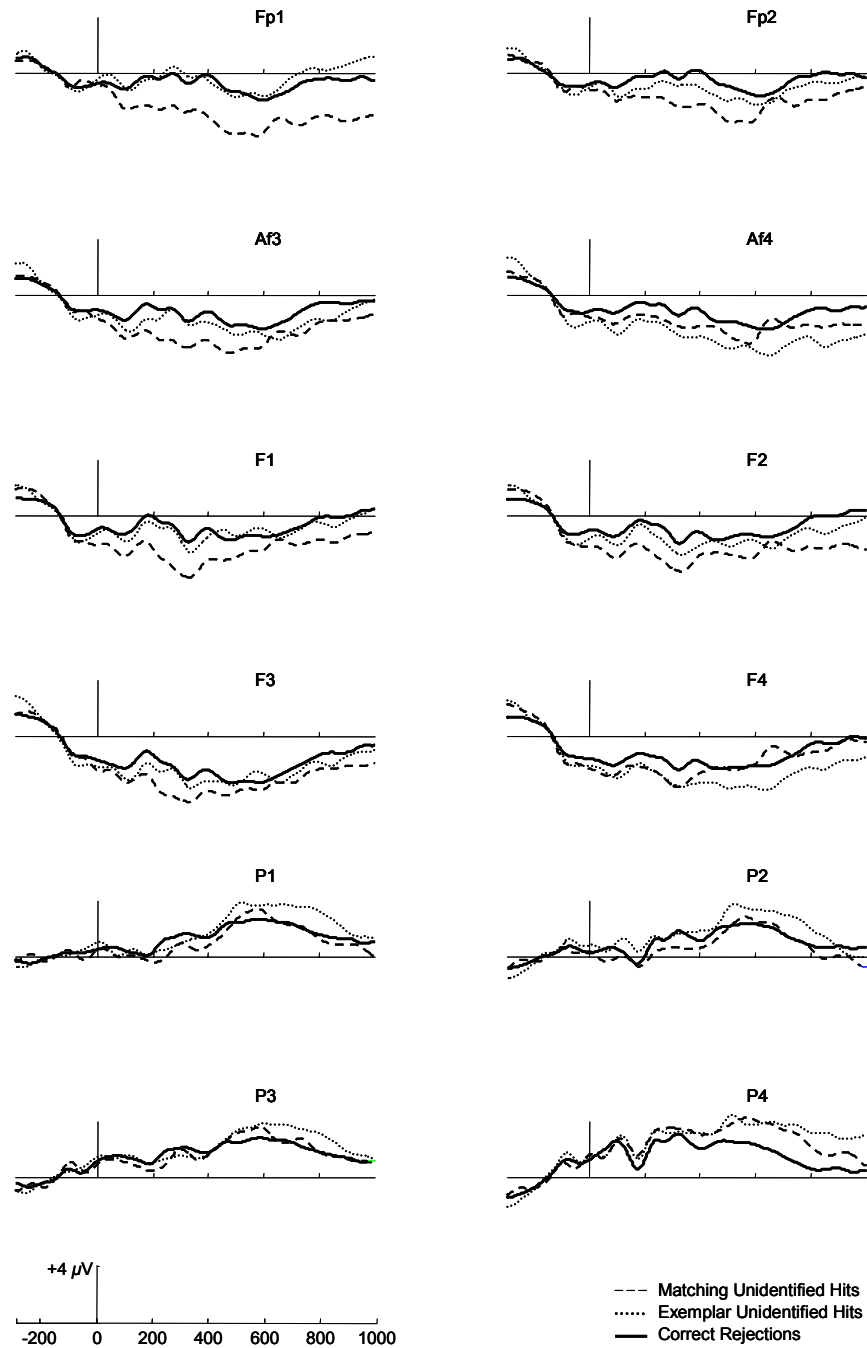 Fp1 Fp2
Af3 Af4
F1 F2
F3 F4
P1 P2
P3 P4
+4 µV
-200 0 200 400 600 800 1000
Matching Unidentified Hits
Exemplar Unidentified Hits
Correct Rejections